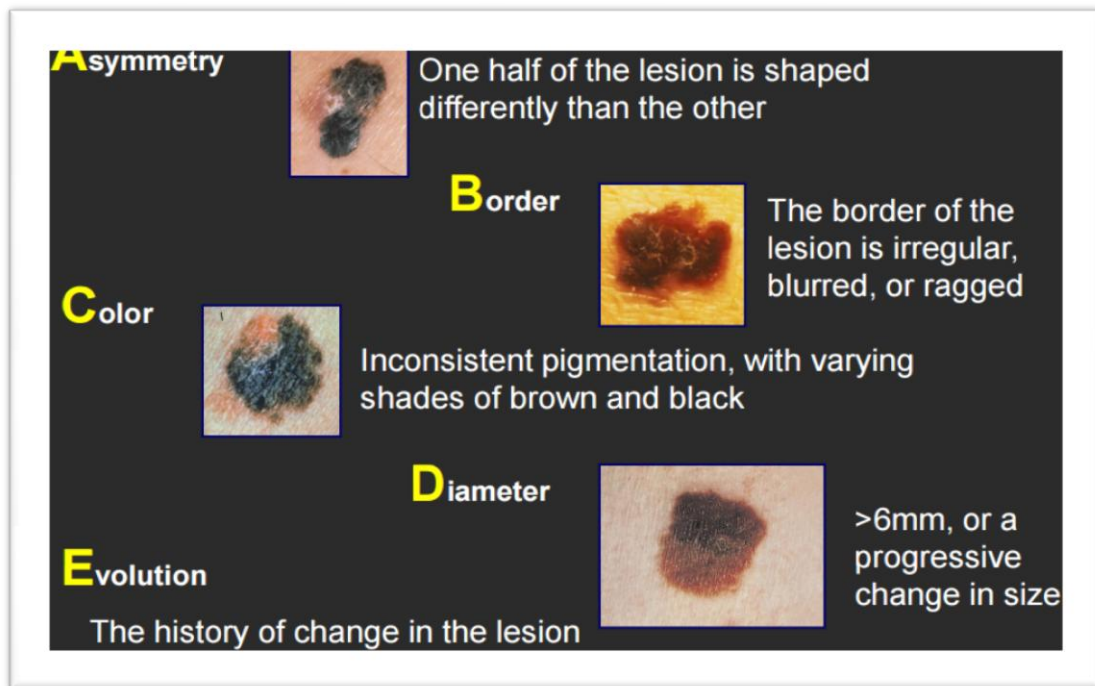 Asymmetry
One half of the lesion is shaped
differently than the other
Border
The border of the
lesion is irregular,
blurred, or ragged
Color
Inconsistent pigmentation, with varying
shades of brown and black
Diameter
>6mm, or a
progressive
change in size
Evolution
The history of change in the lesion